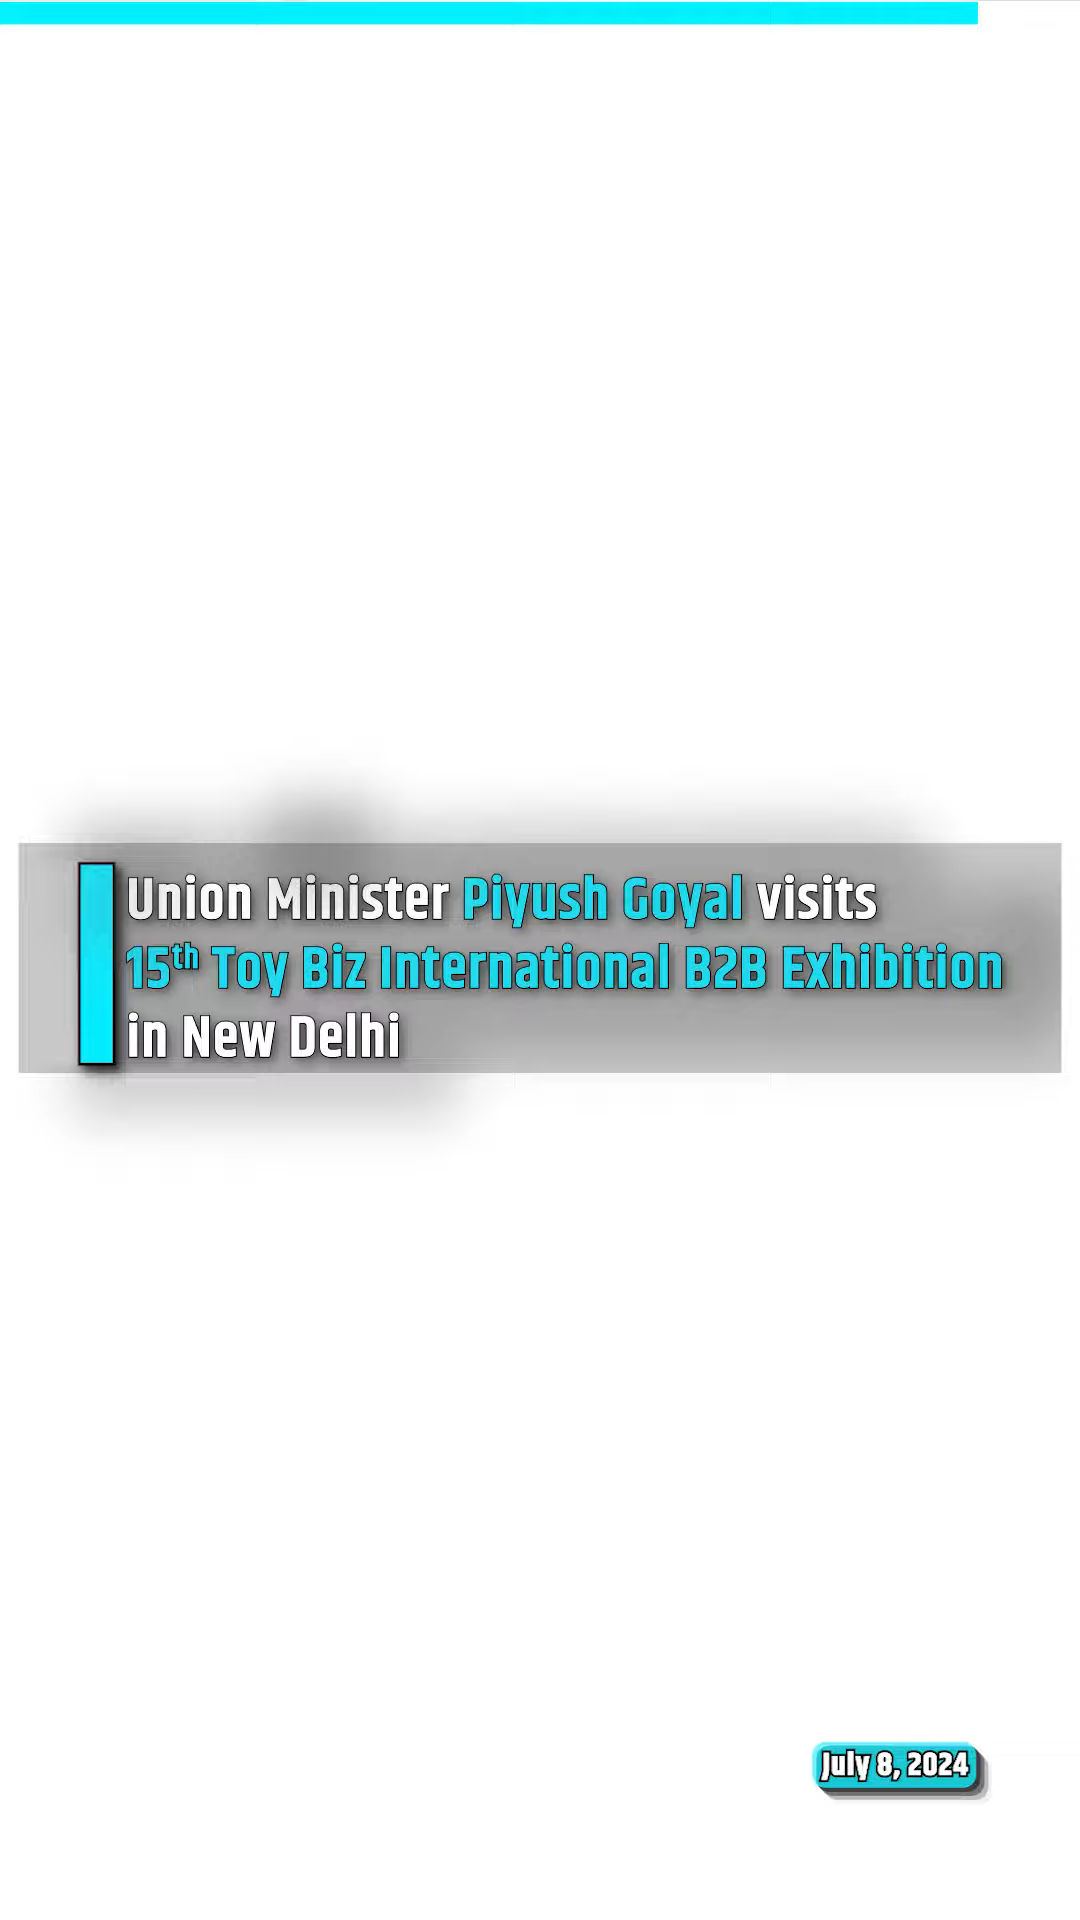 Union Minister Piyush Goyal visits
15th Toy Biz International B2B Exhibition
in New Delhi
July 8, 2024